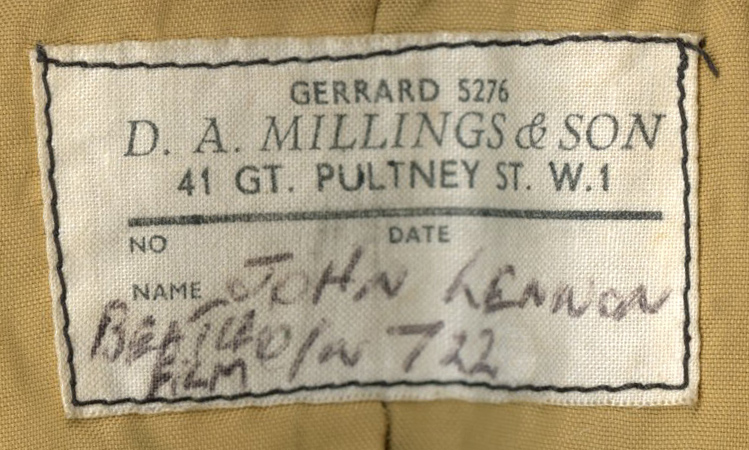 GERRARD 5276
D. A. MILLINGS & SON
41 GT. PULTNEY ST. W.1
NO DATE
NAME JOHN LENNON
BEATLE O/N 722
FILM